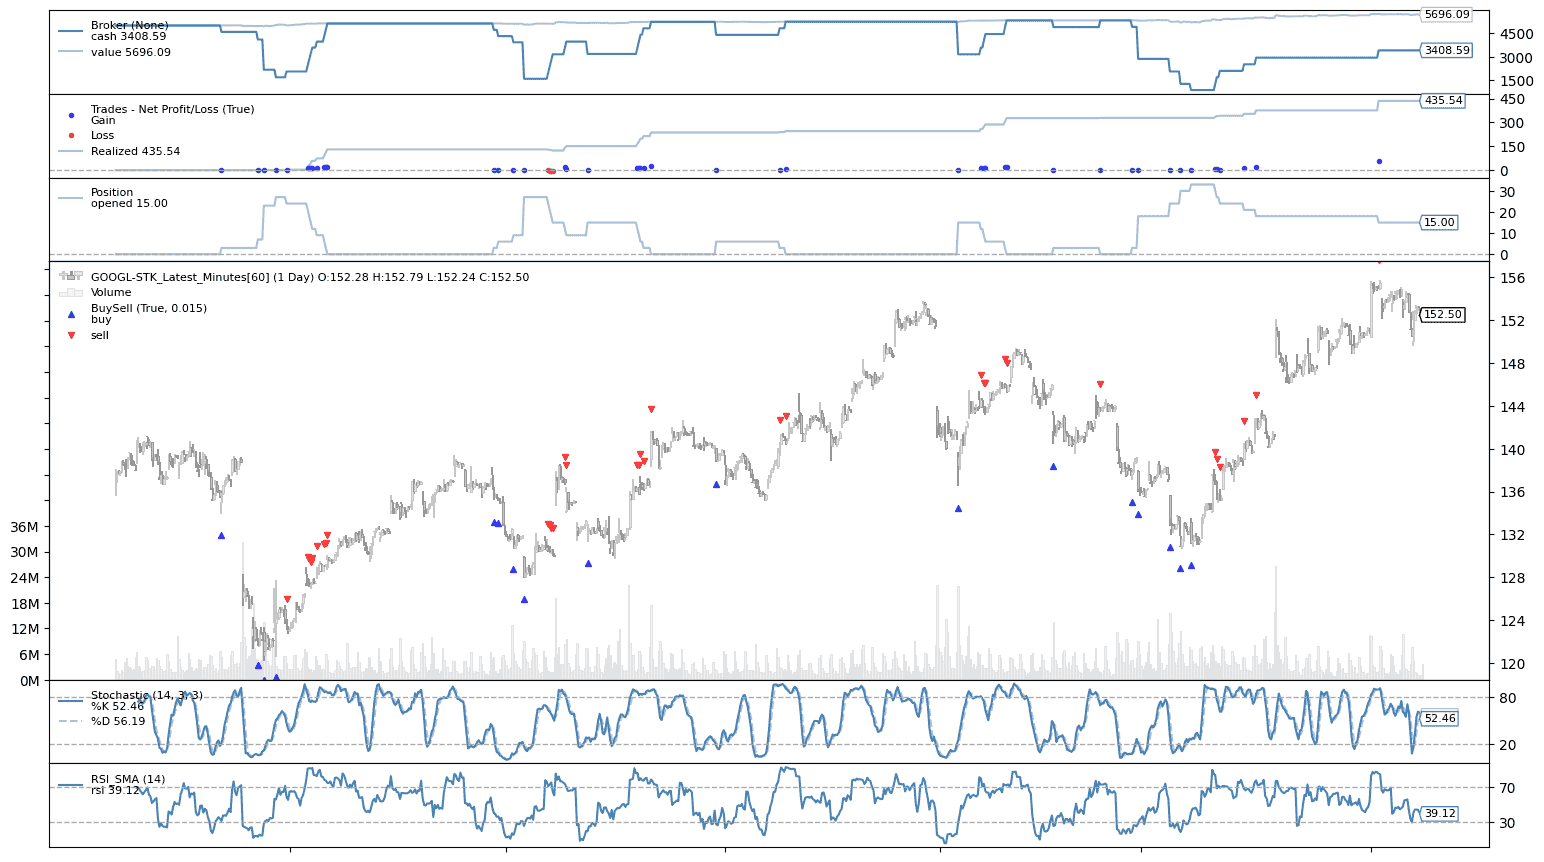 Broker (None)
cash 3408.59
value 5696.09
5696.09
4500
3408.59
3000
1500
Trades - Net Profit/Loss (True)
Gain
Loss
Realized 435.54
450
435.54
300
150
0
Position
opened 15.00
30
20
15.00
10
0
GOOGL-STK_Latest_Minutes[60] (1 Day) O:152.28 H:152.79 L:152.24 C:152.50
Volume
BuySell (True, 0.015)
buy
sell
156
152.50
152
148
144
140
136
132
128
124
120
36M
30M
24M
18M
12M
6M
0M
Stochastic (14, 3, 3)
%K 52.46
%D 56.19
80
52.46
20
RSI_SMA (14)
rsi 39.12
70
39.12
30